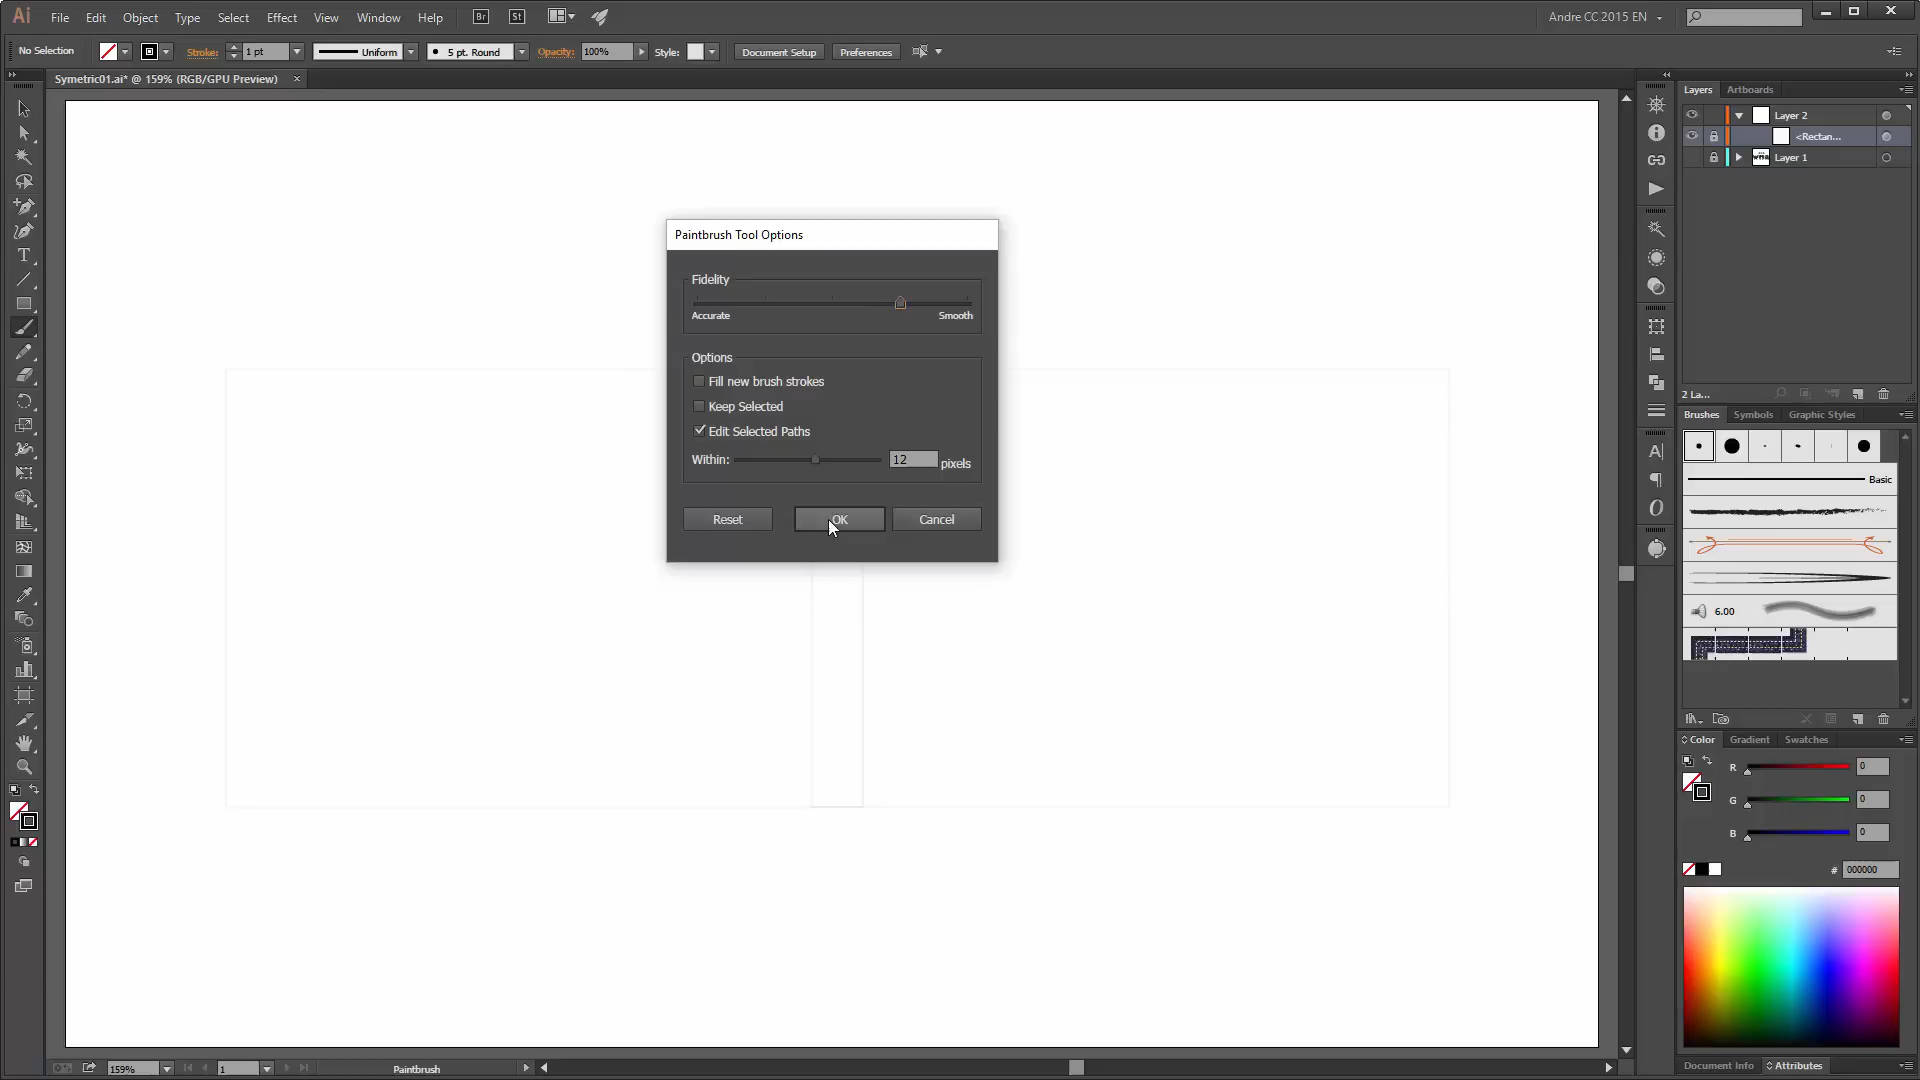 Ai File Edit Object Type Select Effect View Window Help Br St Andre CC 2015 EN
No Selection Stroke: 1 pt Uniform 5 pt. Round Opacity: 100% Style: Document Setup Preferences
Symetric01.ai* @ 159% (RGB/GPU Preview)
Layers Artboards
Layer 2
<Rectan...
Layer 1
2 La...
Paintbrush Tool Options
Fidelity
Accurate Smooth
Options
Fill new brush strokes
Keep Selected
Edit Selected Paths
Within: 12 pixels
Reset OK Cancel
Brushes Symbols Graphic Styles
Basic
6.00
Color Gradient Swatches
R 0
G 0
B 0
# 000000
159% 1 Paintbrush
Document Info Attributes